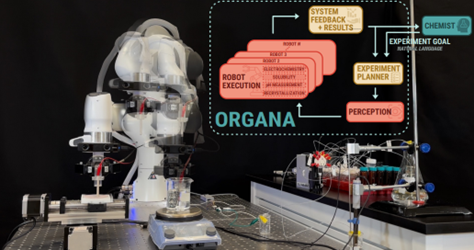 SYSTEM
FEEDBACK
+ RESULTS
CHEMIST
EXPERIMENT GOAL
NATURAL LANGUAGE
ROBOT N
ROBOT 2
ROBOT 1
ROBOT
EXECUTION
ELECTROCHEMISTRY
SOLUBILITY
pH MEASUREMENT
RECRYSTALLIZATION
EXPERIMENT
PLANNER
PERCEPTION
ORGANA